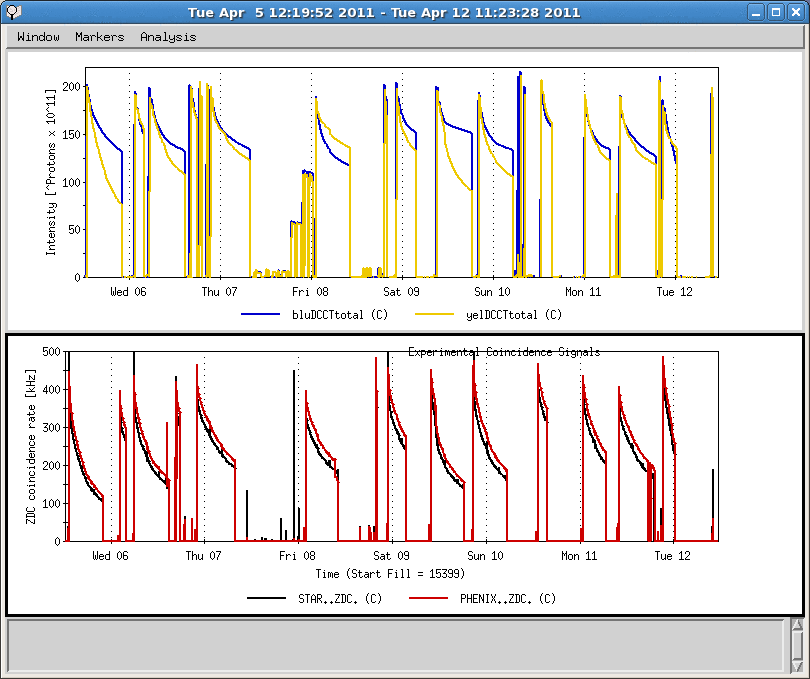 Tue Apr  5 12:19:52 2011 - Tue Apr 12 11:23:28 2011
Window Markers Analysis
Intensity [^Protons x 10^11]
200
150
100
50
0
Wed 06 Thu 07 Fri 08 Sat 09 Sun 10 Mon 11 Tue 12
bluDCCTtotal (C) yelDCCTtotal (C)
Experimental Coincidence Signals
ZDC coincidence rate [kHz]
500
400
300
200
100
0
Wed 06 Thu 07 Fri 08 Sat 09 Sun 10 Mon 11 Tue 12
Time (Start Fill = 15399)
STAR..ZDC. (C) PHENIX..ZDC. (C)